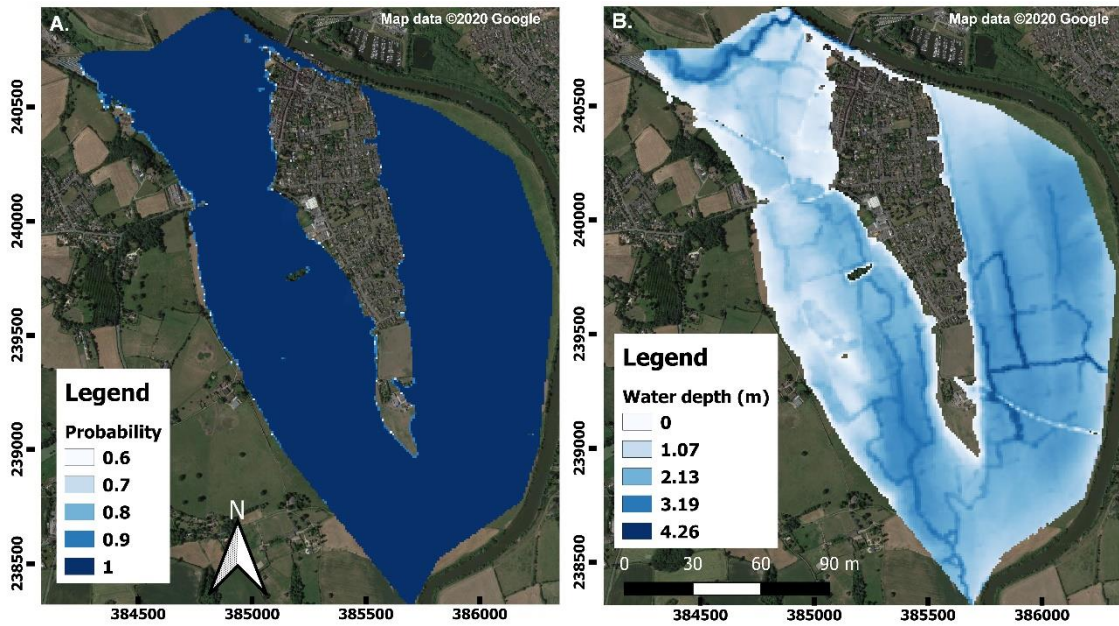 A.
Map data ©2020 Google
240500
240000
239500
239000
238500
Legend
Probability
0.6
0.7
0.8
0.9
1
N
384500 385000 385500 386000
B.
Map data ©2020 Google
240500
240000
239500
239000
238500
Legend
Water depth (m)
0
1.07
2.13
3.19
4.26
0 30 60 90 m
384500 385000 385500 386000